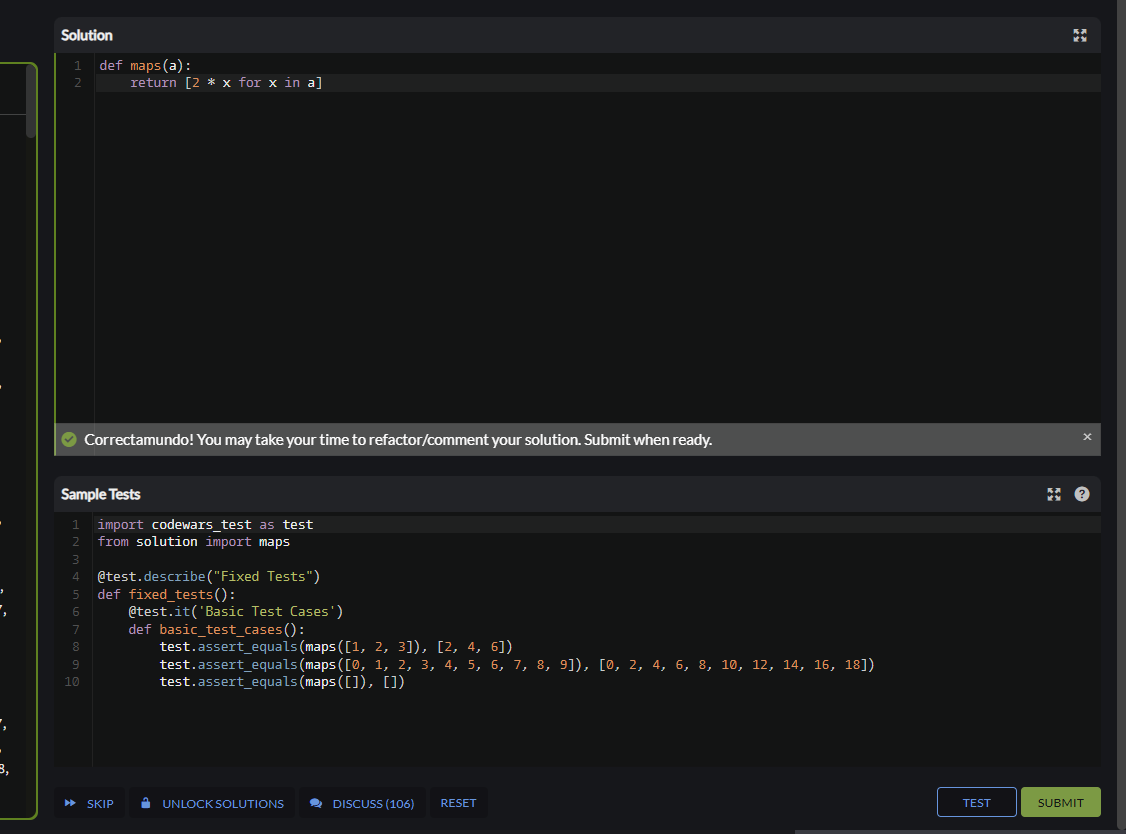 Solution
1 def maps(a):
2     return [2 * x for x in a]
Correctamundo! You may take your time to refactor/comment your solution. Submit when ready. ×
Sample Tests ?
1 import codewars_test as test
2 from solution import maps
3
4 @test.describe("Fixed Tests")
5 def fixed_tests():
6     @test.it('Basic Test Cases')
7     def basic_test_cases():
8         test.assert_equals(maps([1, 2, 3]), [2, 4, 6])
9         test.assert_equals(maps([0, 1, 2, 3, 4, 5, 6, 7, 8, 9]), [0, 2, 4, 6, 8, 10, 12, 14, 16, 18])
10         test.assert_equals(maps([]), [])
SKIP UNLOCK SOLUTIONS DISCUSS (106) RESET TEST SUBMIT